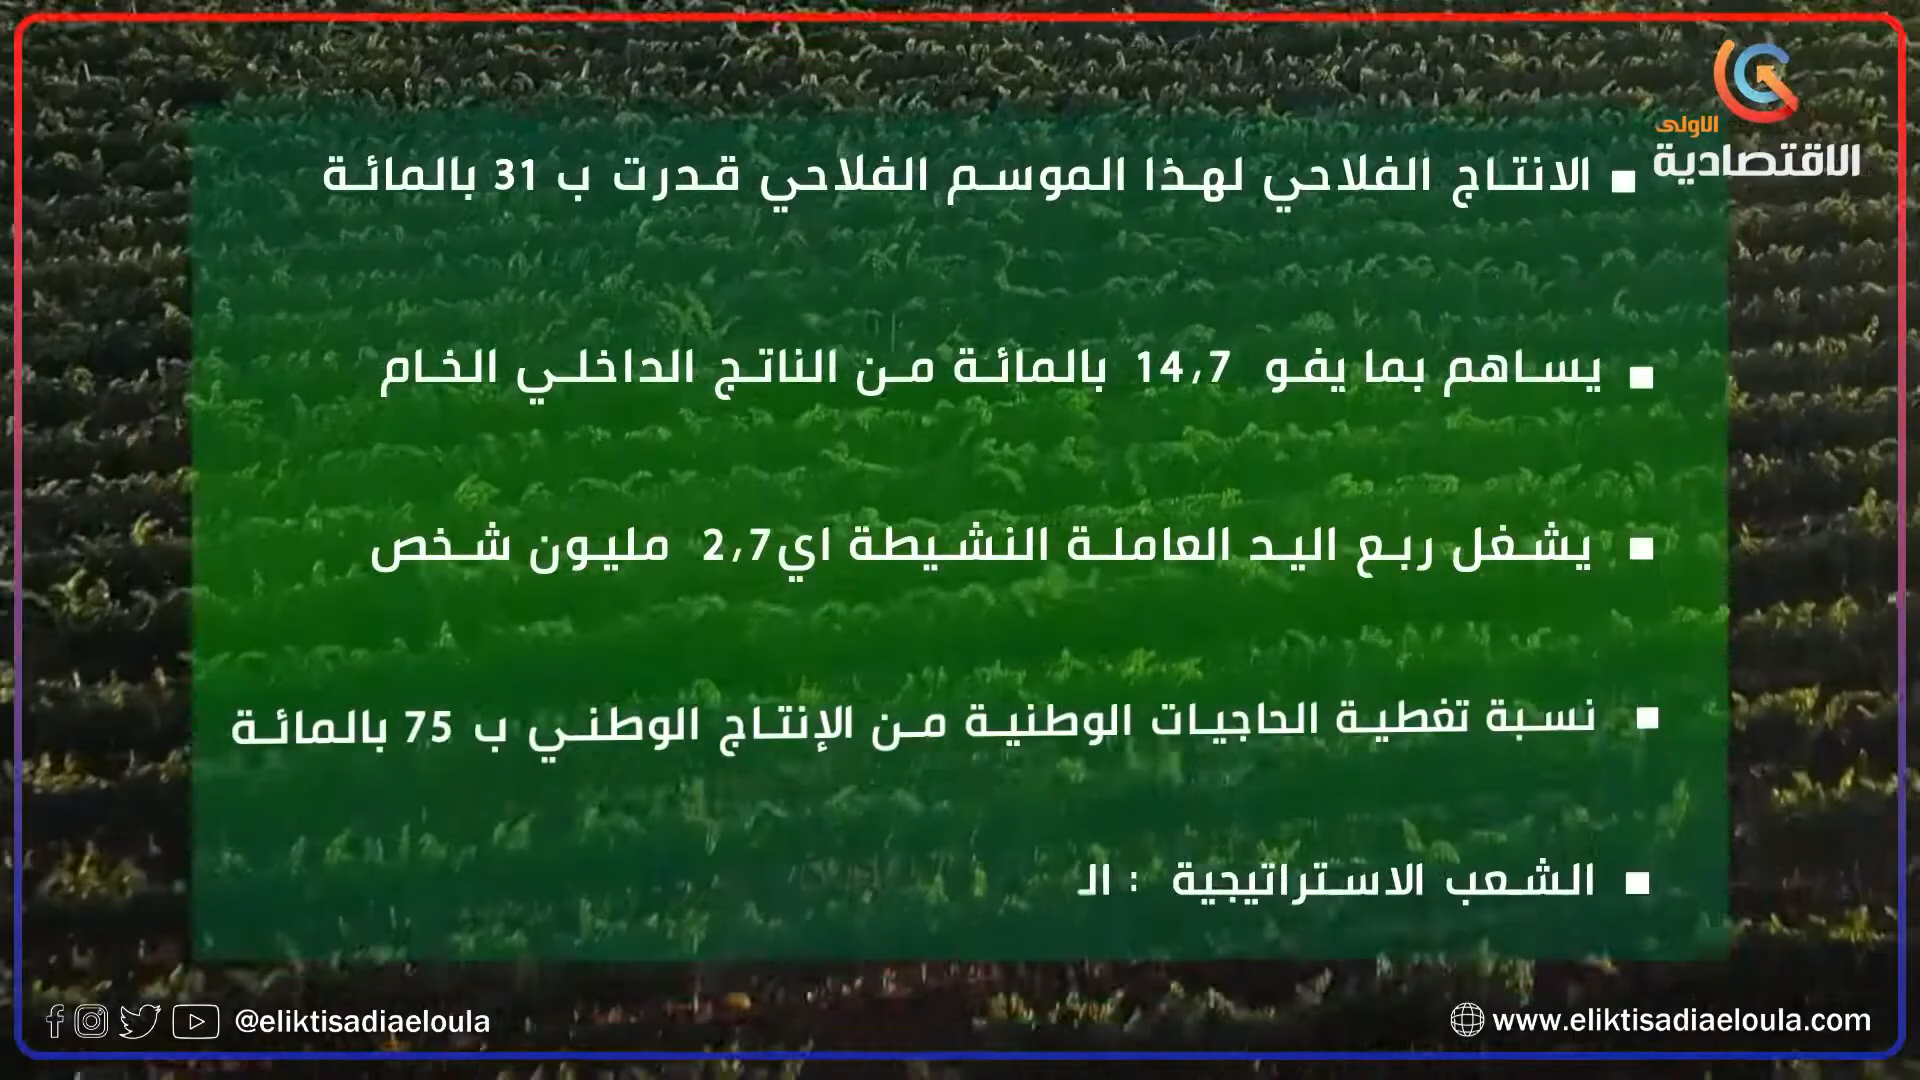 الاولى
الاقتصادية
■ الانتاج الفلاحي لهذا الموسم الفلاحي قدرت ب 31 بالمائة
■ يساهم بما يفو 14,7 بالمائة من الناتج الداخلي الخام
■ يشغل ربع اليد العاملة النشيطة اي2,7 مليون شخص
■ نسبة تغطية الحاجيات الوطنية من الإنتاج الوطني ب 75 بالمائة
■ الشعب الاستراتيجية : الـ
@eliktisadiaeloula
www.eliktisadiaeloula.com